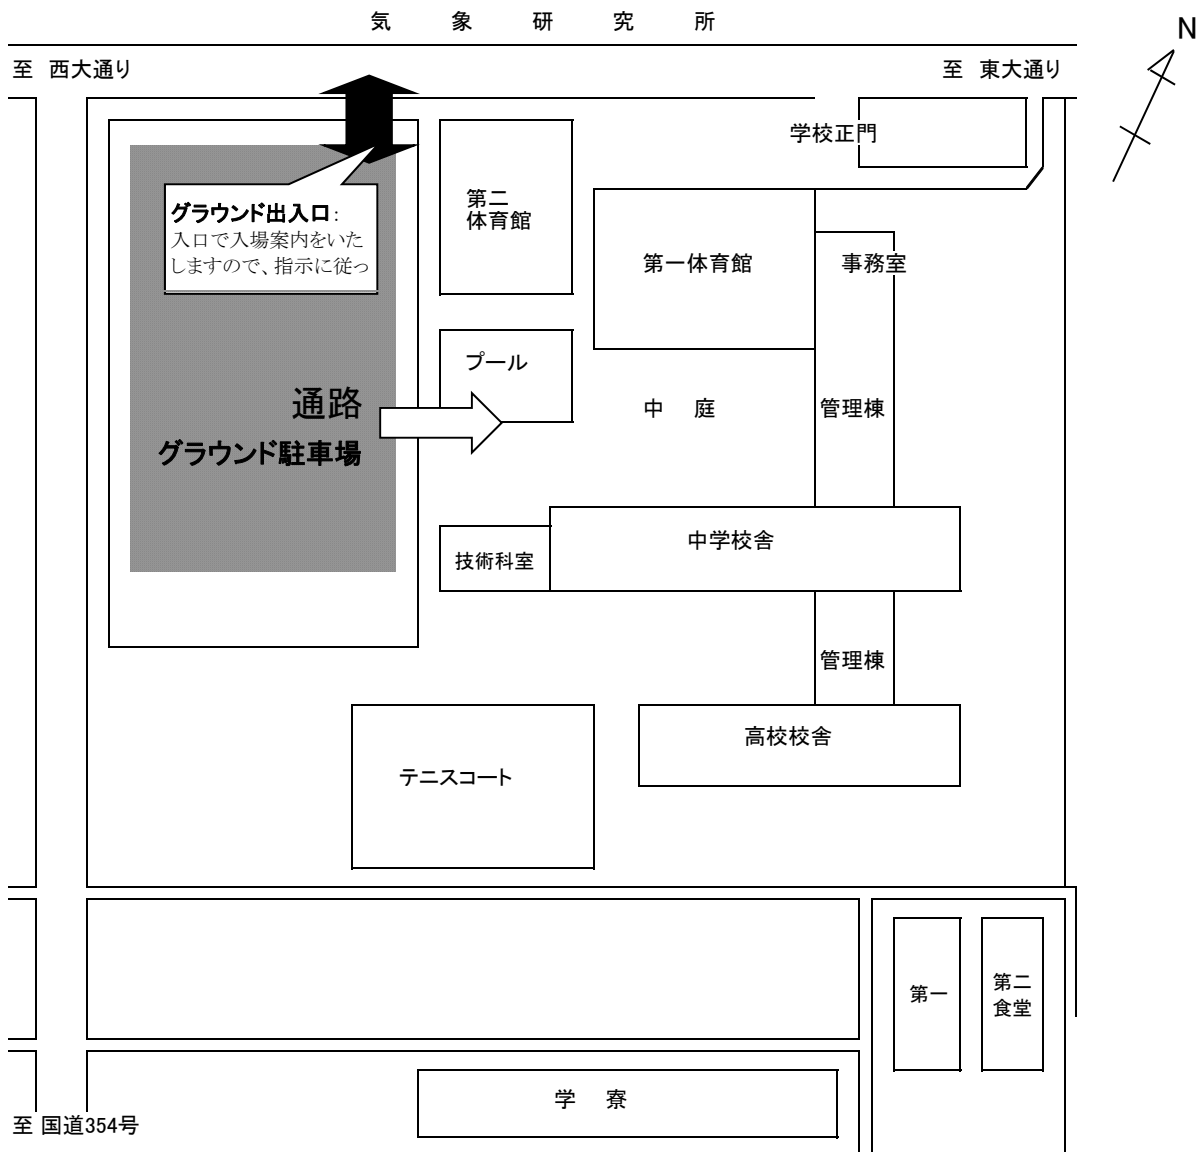 気 象 研 究 所
N
至 西大通り
至 東大通り
学校正門
グラウンド出入口:
入口で入場案内をいた
しますので、指示に従っ
第二
体育館
第一体育館
事務室
プール
通路
中 庭
管理棟
グラウンド駐車場
中学校舎
技術科室
管理棟
高校校舎
テニスコート
第一
第二
食堂
学 寮
至 国道354号